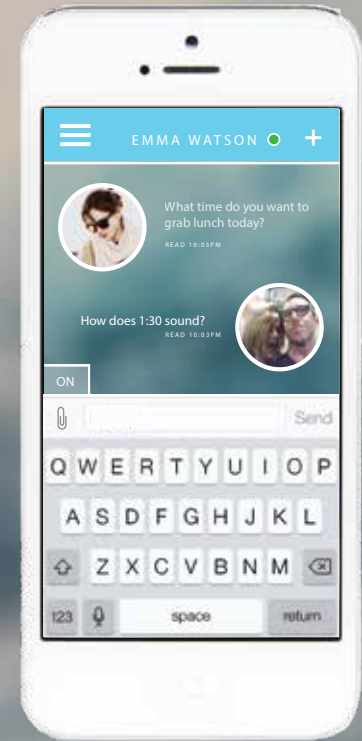 EMMA WATSON
+
What time do you want to
grab lunch today?
READ 10:03PM
How does 1:30 sound?
READ 10:03PM
ON
Send
Q W E R T Y U I O P
A S D F G H J K L
Z X C V B N M
123 space return